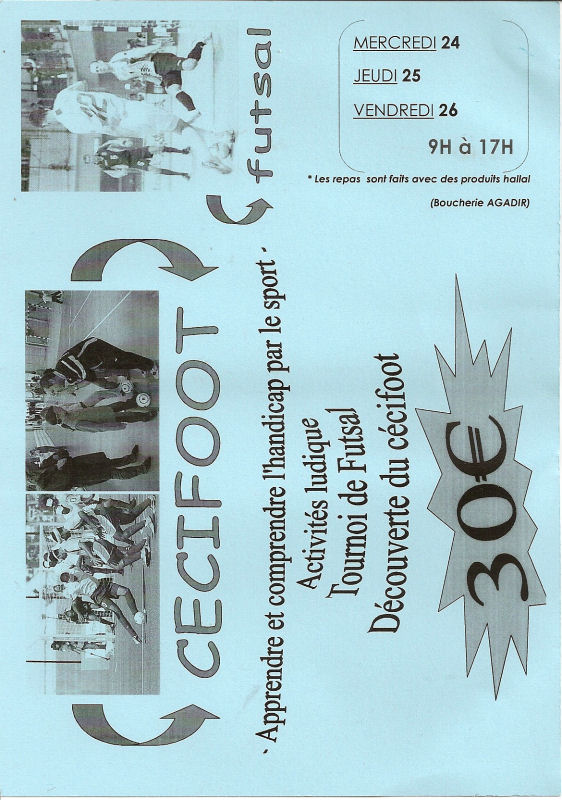 MERCREDI 24
JEUDI 25
VENDREDI 26
9H à 17H
* Les repas sont faits avec des produits hallal
(Boucherie AGADIR)
futsal
CECIFOOT
- Apprendre et comprendre l'handicap par le sport -
Activités ludique
Tournoi de Futsal
Découverte du cécifoot
30€